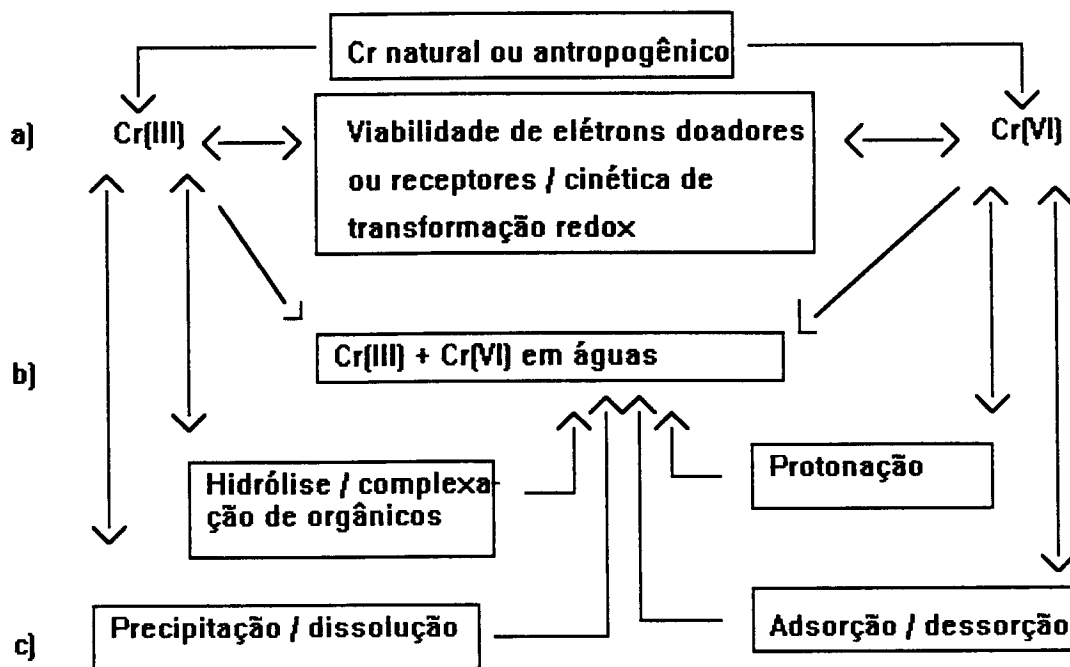 Cr natural ou antropogênico
a)
Cr(III)
Viabilidade de elétrons doadores
ou receptores / cinética de
transformação redox
Cr(VI)
b)
Cr(III) + Cr(VI) em águas
Hidrólise / complexa-
ção de orgânicos
Protonação
c)
Precipitação / dissolução
Adsorção / dessorção